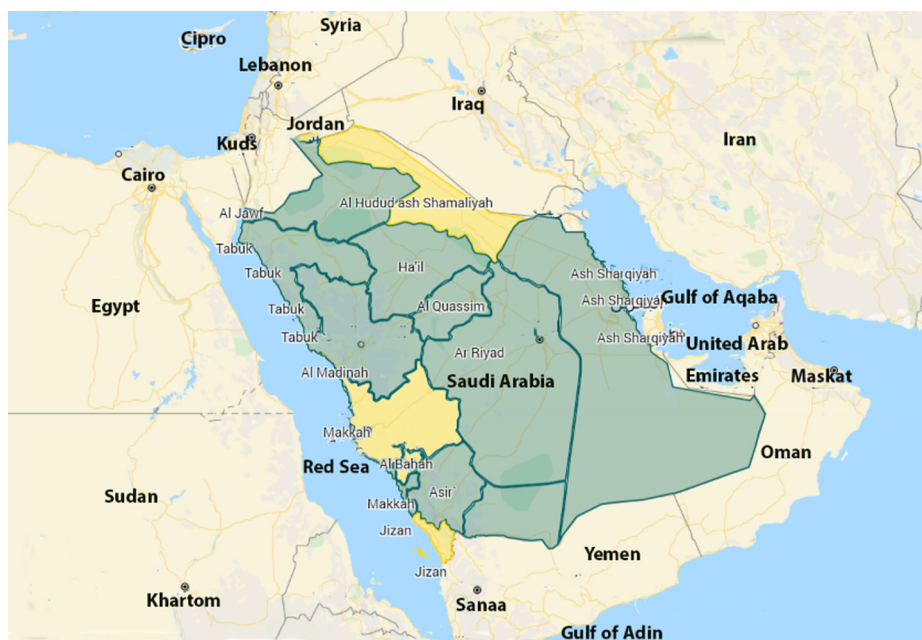 Syria
Cipro
Lebanon
Iraq
Jordan
Kuds
Iran
Cairo
Al Hudud ash Shamaliyah
Al Jawf
Tabuk
Ha'il
Ash Sharqiyah
Tabuk
Gulf of Aqaba
Ash Sharqiyah
Egypt
Al Quassim
Tabuk
Tabuk
Ash Sharqiyah
United Arab
Ar Riyad
Al Madinah
Saudi Arabia
Emirates
Maskat
Makkah
Oman
Red Sea
Al Bahah
Sudan
Asir
Makkah
Jizan
Yemen
Jizan
Khartom
Sanaa
Gulf of Adin